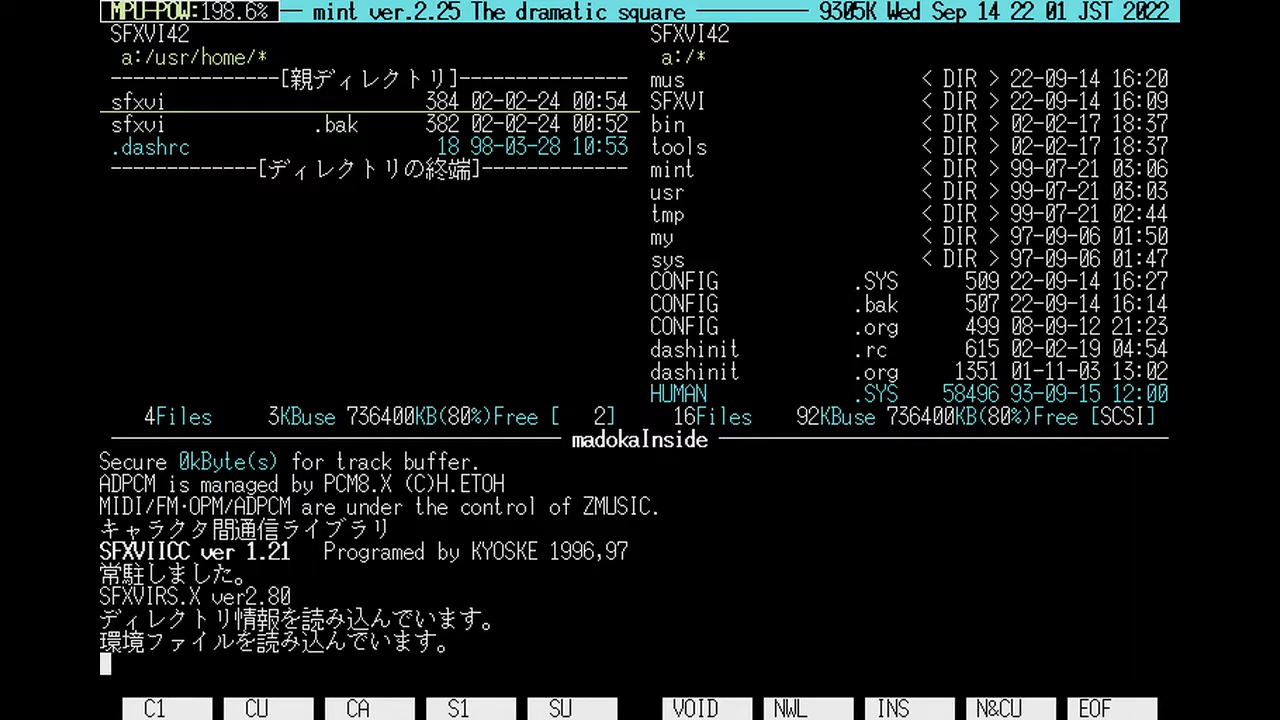 MPU-POW:198.6% mint ver.2.25 The dramatic square 9305K Wed Sep 14 22 01 JST 2022
SFXVI42
a:/usr/home/*
---------------[親ディレクトリ]---------------
sfxvi 384 02-02-24 00:54
sfxvi .bak 382 02-02-24 00:52
.dashrc 18 98-03-28 10:53
-------------[ディレクトリの終端]-------------
4Files 3KBuse 736400KB(80%)Free [ 2]
SFXVI42
a:/*
mus < DIR > 22-09-14 16:20
SFXVI < DIR > 22-09-14 16:09
bin < DIR > 02-02-17 18:37
tools < DIR > 02-02-17 18:37
mint < DIR > 99-07-21 03:06
usr < DIR > 99-07-21 03:03
tmp < DIR > 99-07-21 02:44
my < DIR > 97-09-06 01:50
sys < DIR > 97-09-06 01:47
CONFIG .SYS 509 22-09-14 16:27
CONFIG .bak 507 22-09-14 16:14
CONFIG .org 499 08-09-12 21:23
dashinit .rc 615 02-02-19 04:54
dashinit .org 1351 01-11-03 13:02
HUMAN .SYS 58496 93-09-15 12:00
16Files 92KBuse 736400KB(80%)Free [SCSI]
madokaInside
Secure 0kByte(s) for track buffer.
ADPCM is managed by PCM8.X (C)H.ETOH
MIDI/FM･OPM/ADPCM are under the control of ZMUSIC.
キャラクタ間通信ライブラリ
SFXVIICC ver 1.21 Programed by KYOSKE 1996,97
常駐しました。
SFXVIRS.X ver2.80
ディレクトリ情報を読み込んでいます。
環境ファイルを読み込んでいます。
C1 CU CA S1 SU VOID NWL INS N&CU EOF